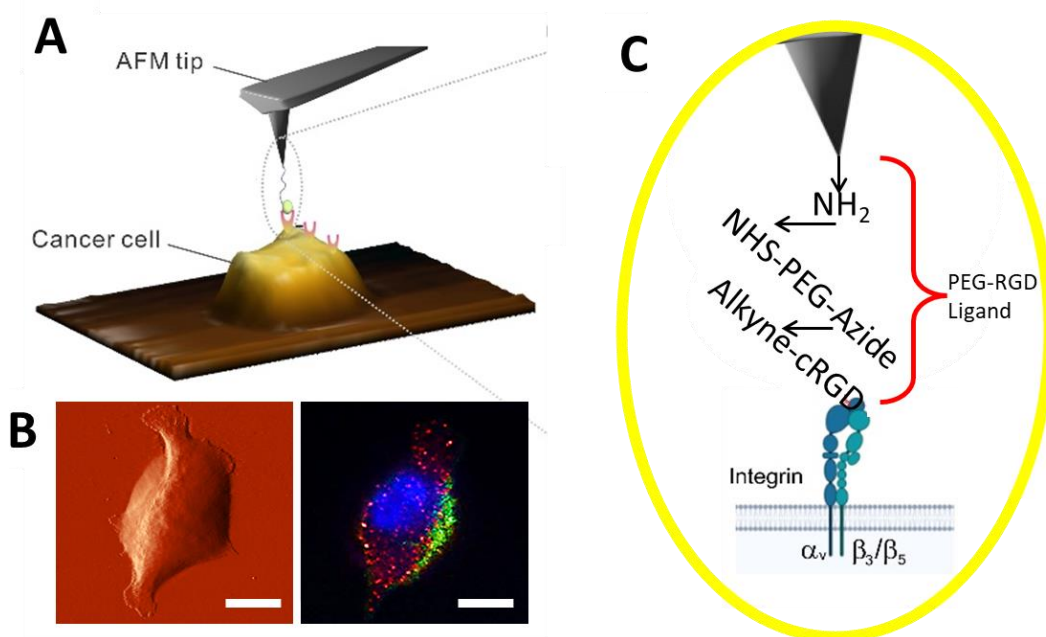 A
AFM tip
Cancer cell
B
C
NH₂
NHS-PEG-Azide
Alkyne-cRGD
PEG-RGD
Ligand
Integrin
αᵥ
β₃/β₅